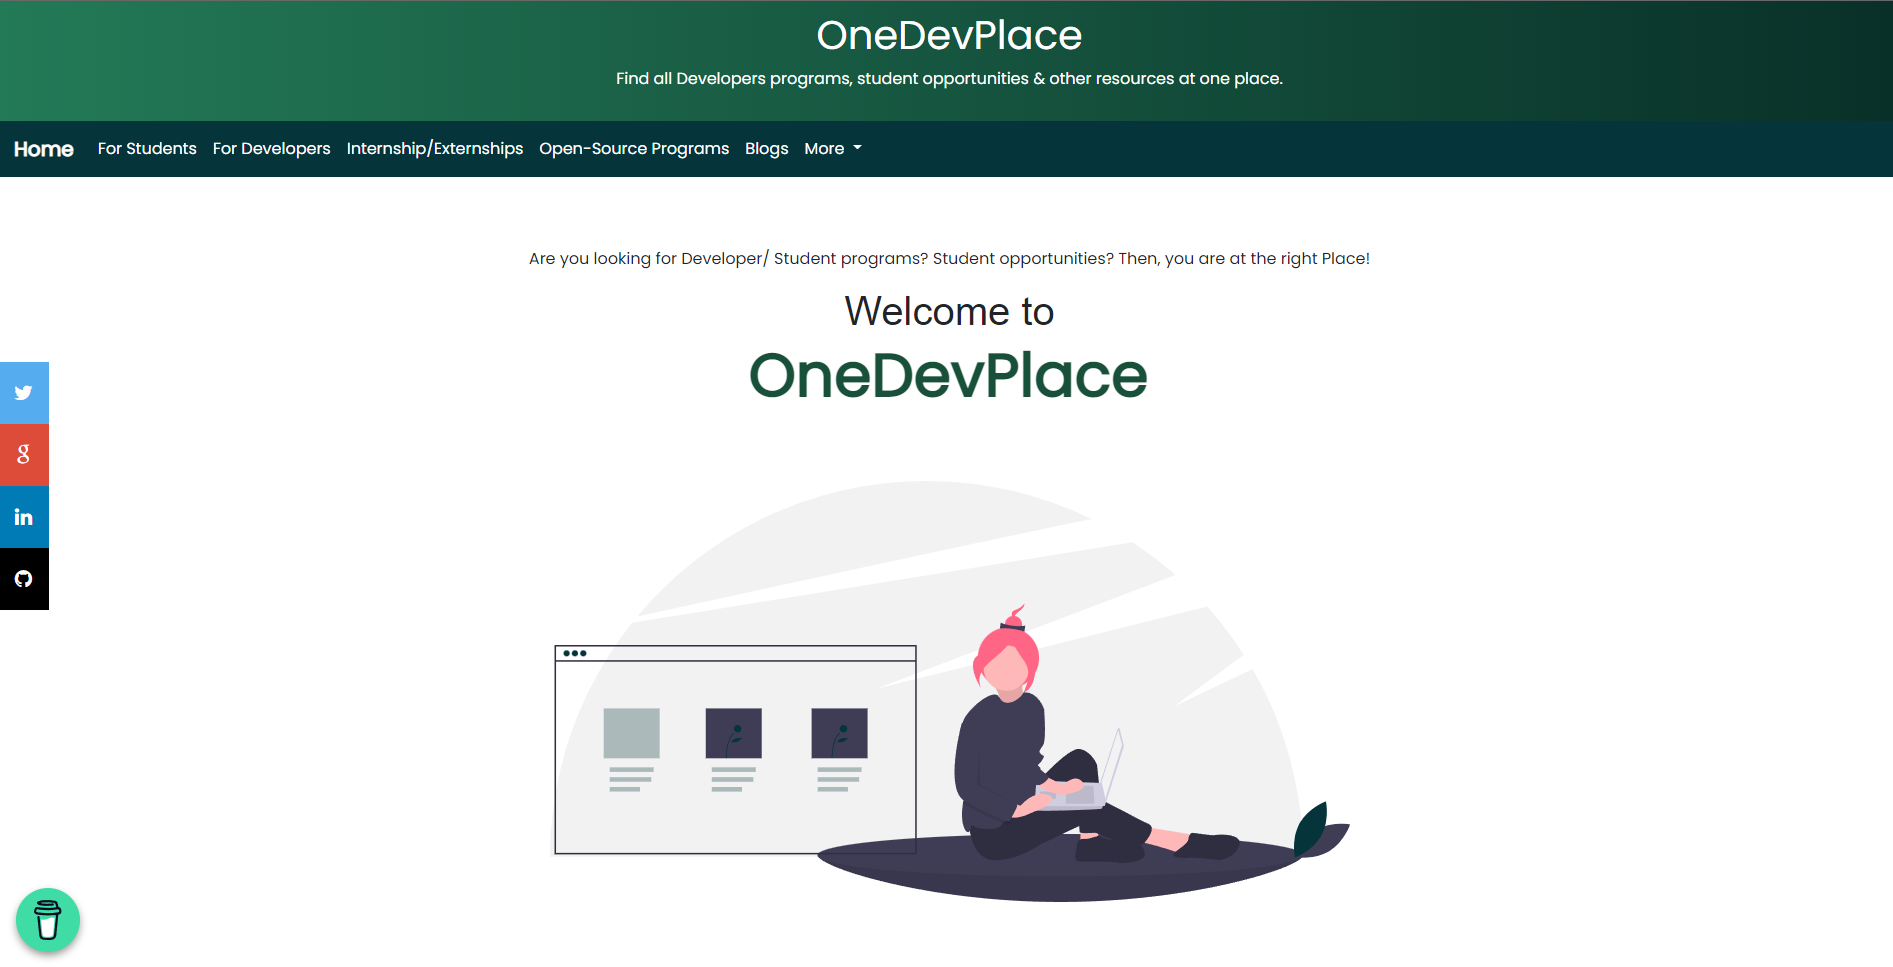 OneDevPlace
Find all Developers programs, student opportunities & other resources at one place.
Home For Students For Developers Internship/Externships Open-Source Programs Blogs More
Are you looking for Developer/ Student programs? Student opportunities? Then, you are at the right Place!
Welcome to
OneDevPlace
g
in